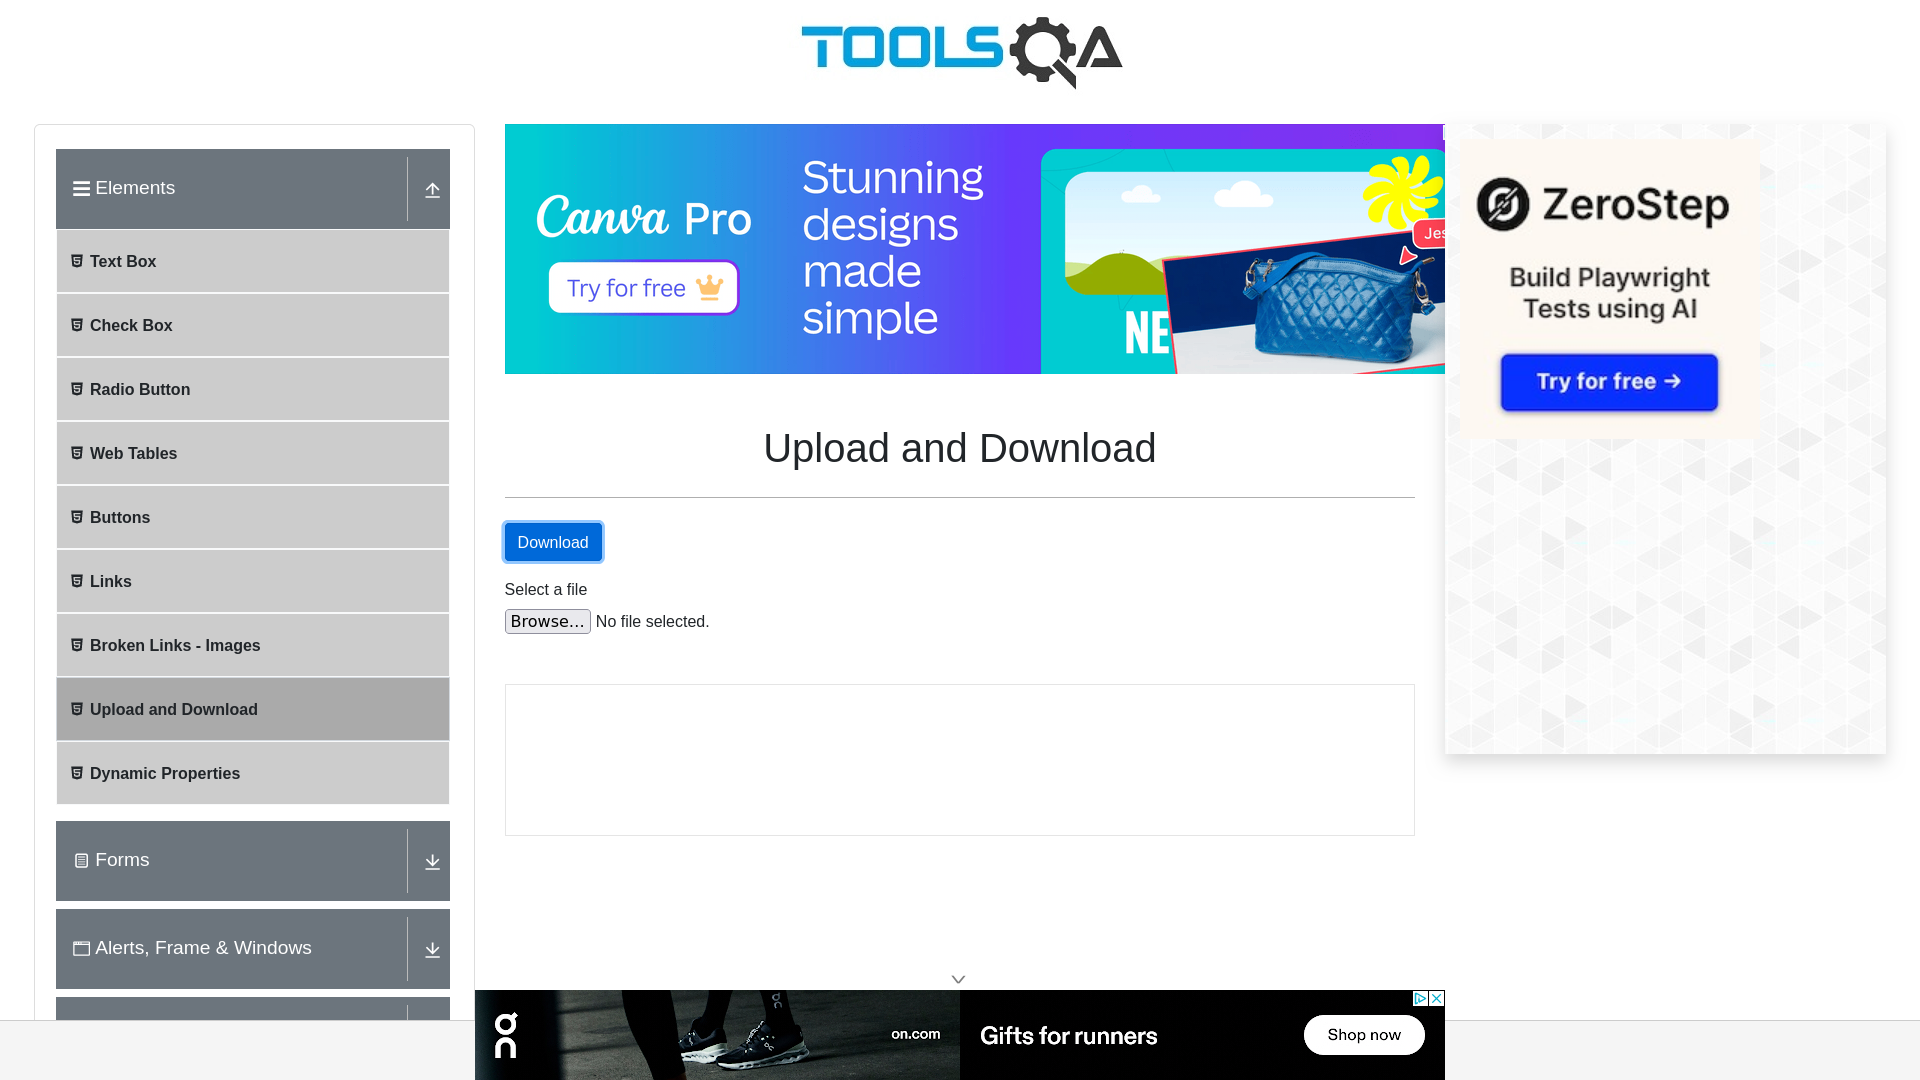 TOOLSQA
Elements
Text Box
Check Box
Radio Button
Web Tables
Buttons
Links
Broken Links - Images
Upload and Download
Dynamic Properties
Forms
Alerts, Frame & Windows
Canva Pro
Try for free
Stunning
designs
made
simple
Jes
NE
Upload and Download
Download
Select a file
Browse... No file selected.
ZeroStep
Build Playwright
Tests using AI
Try for free →
on
on.com
Gifts for runners
Shop now